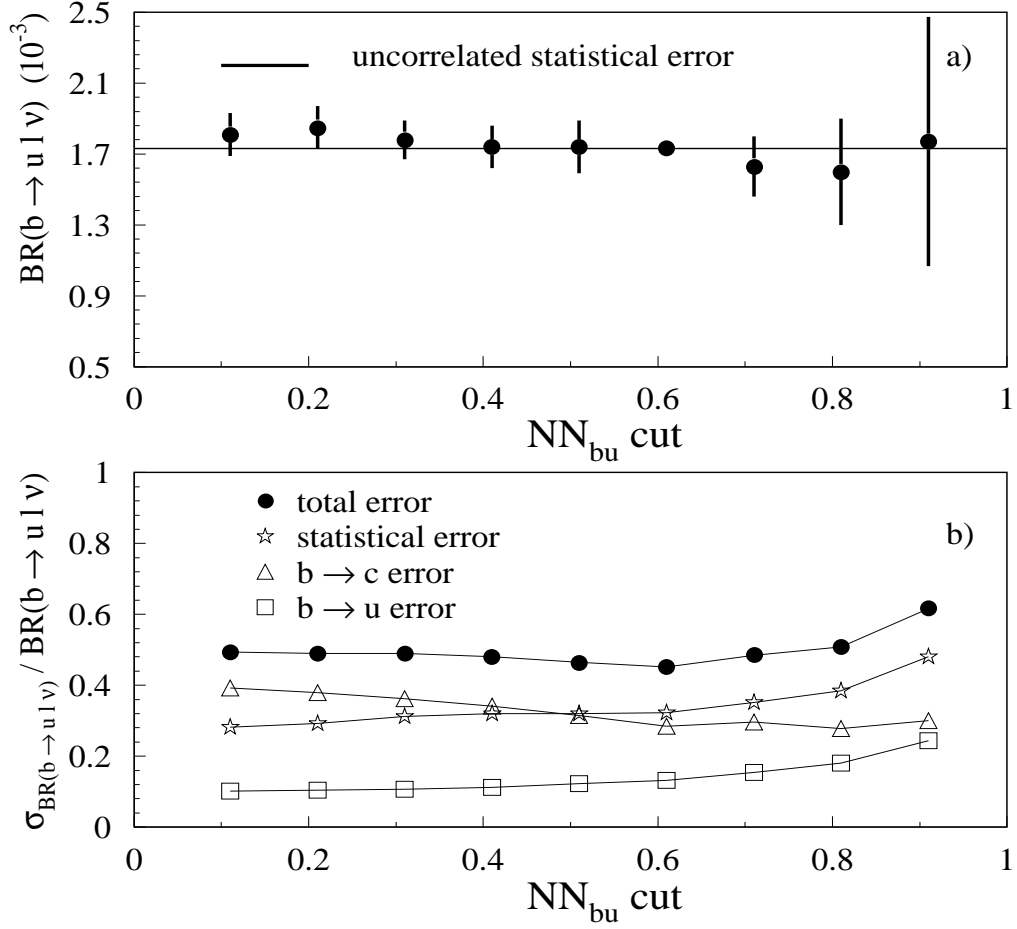 BR(b → u l ν) (10⁻³)
2.5
2.1
1.7
1.3
0.9
0.5
uncorrelated statistical error
a)
0 0.2 0.4 0.6 0.8 1
NN_bu cut
σ_BR(b → u l ν) / BR(b → u l ν)
1
0.8
0.6
0.4
0.2
0
total error
b)
statistical error
b → c error
b → u error
0 0.2 0.4 0.6 0.8 1
NN_bu cut